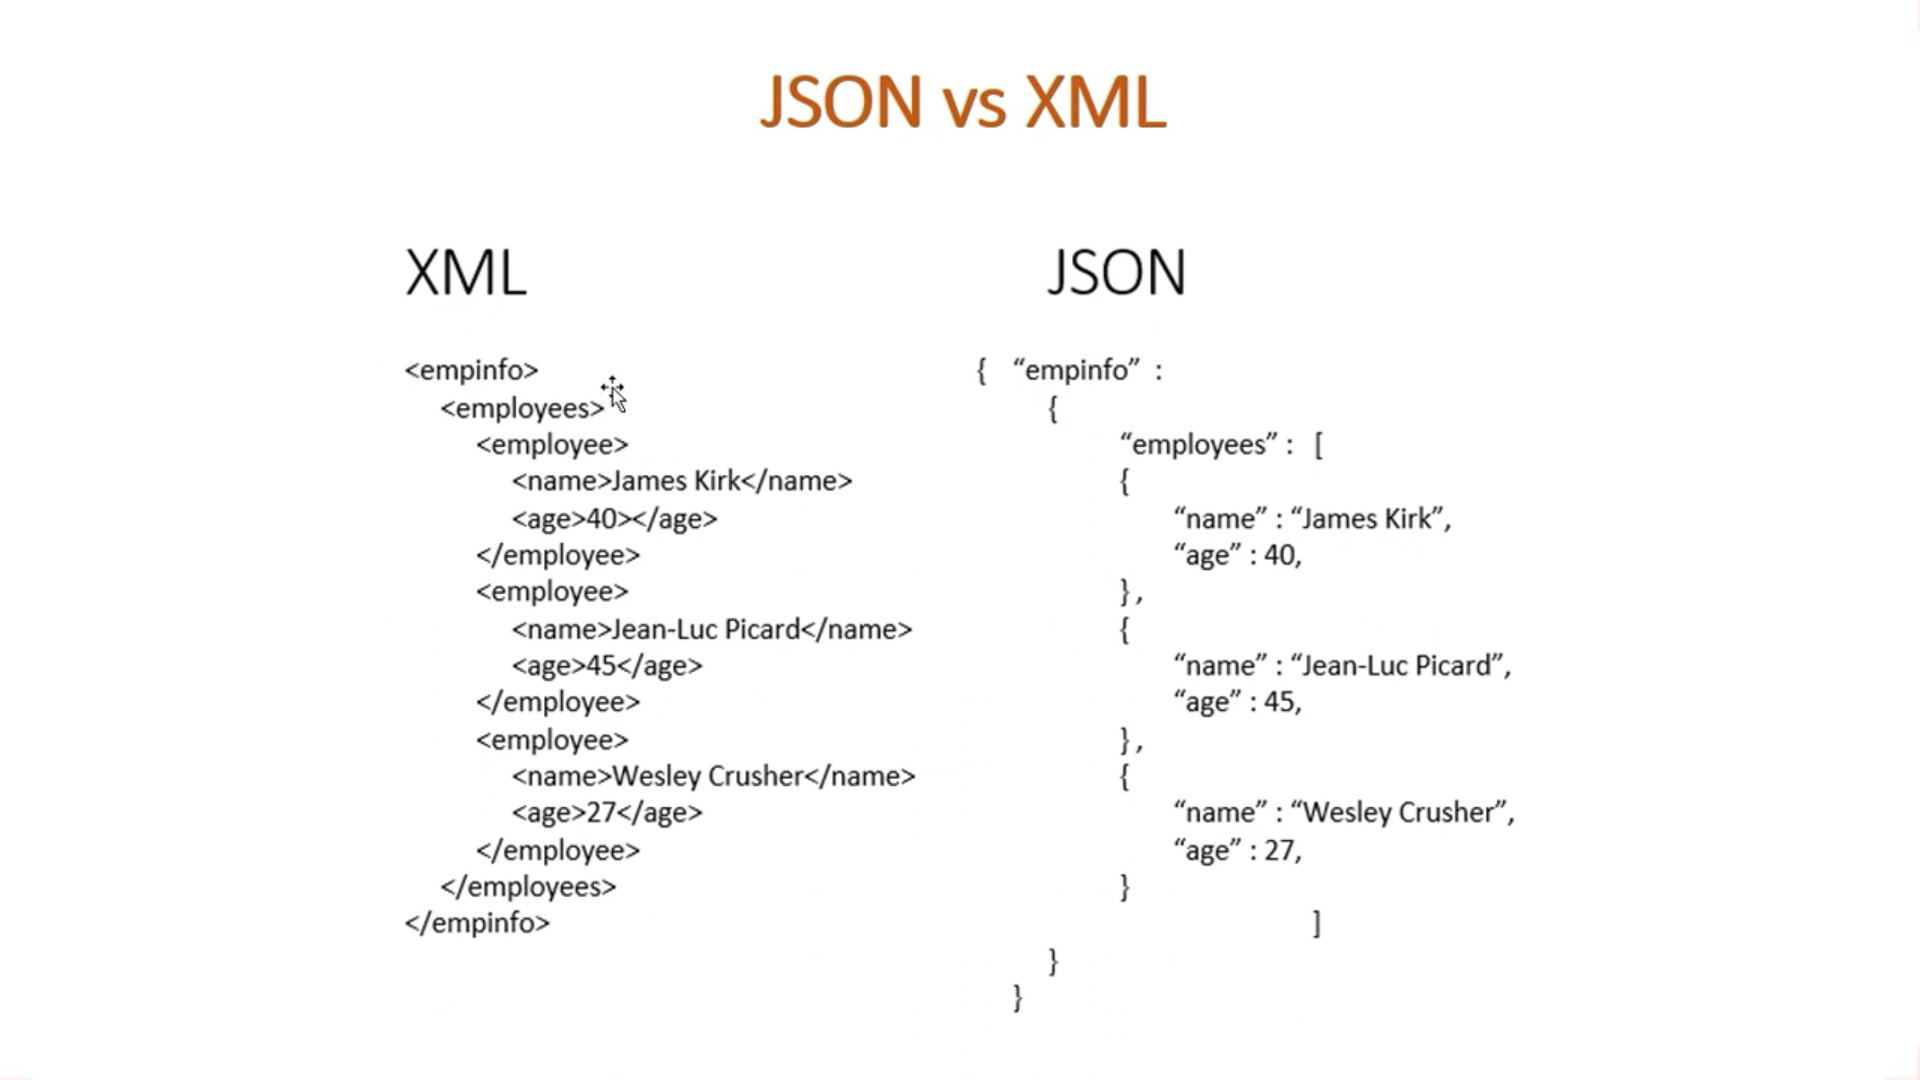 JSON vs XML
XML
<empinfo>
<employees>
<employee>
<name>James Kirk</name>
<age>40></age>
</employee>
<employee>
<name>Jean-Luc Picard</name>
<age>45</age>
</employee>
<employee>
<name>Wesley Crusher</name>
<age>27</age>
</employee>
</employees>
</empinfo>
JSON
{ “empinfo” :
{
“employees” : [
{
“name” : “James Kirk”,
“age” : 40,
},
{
“name” : “Jean-Luc Picard”,
“age” : 45,
},
{
“name” : “Wesley Crusher”,
“age” : 27,
}
]
}
}